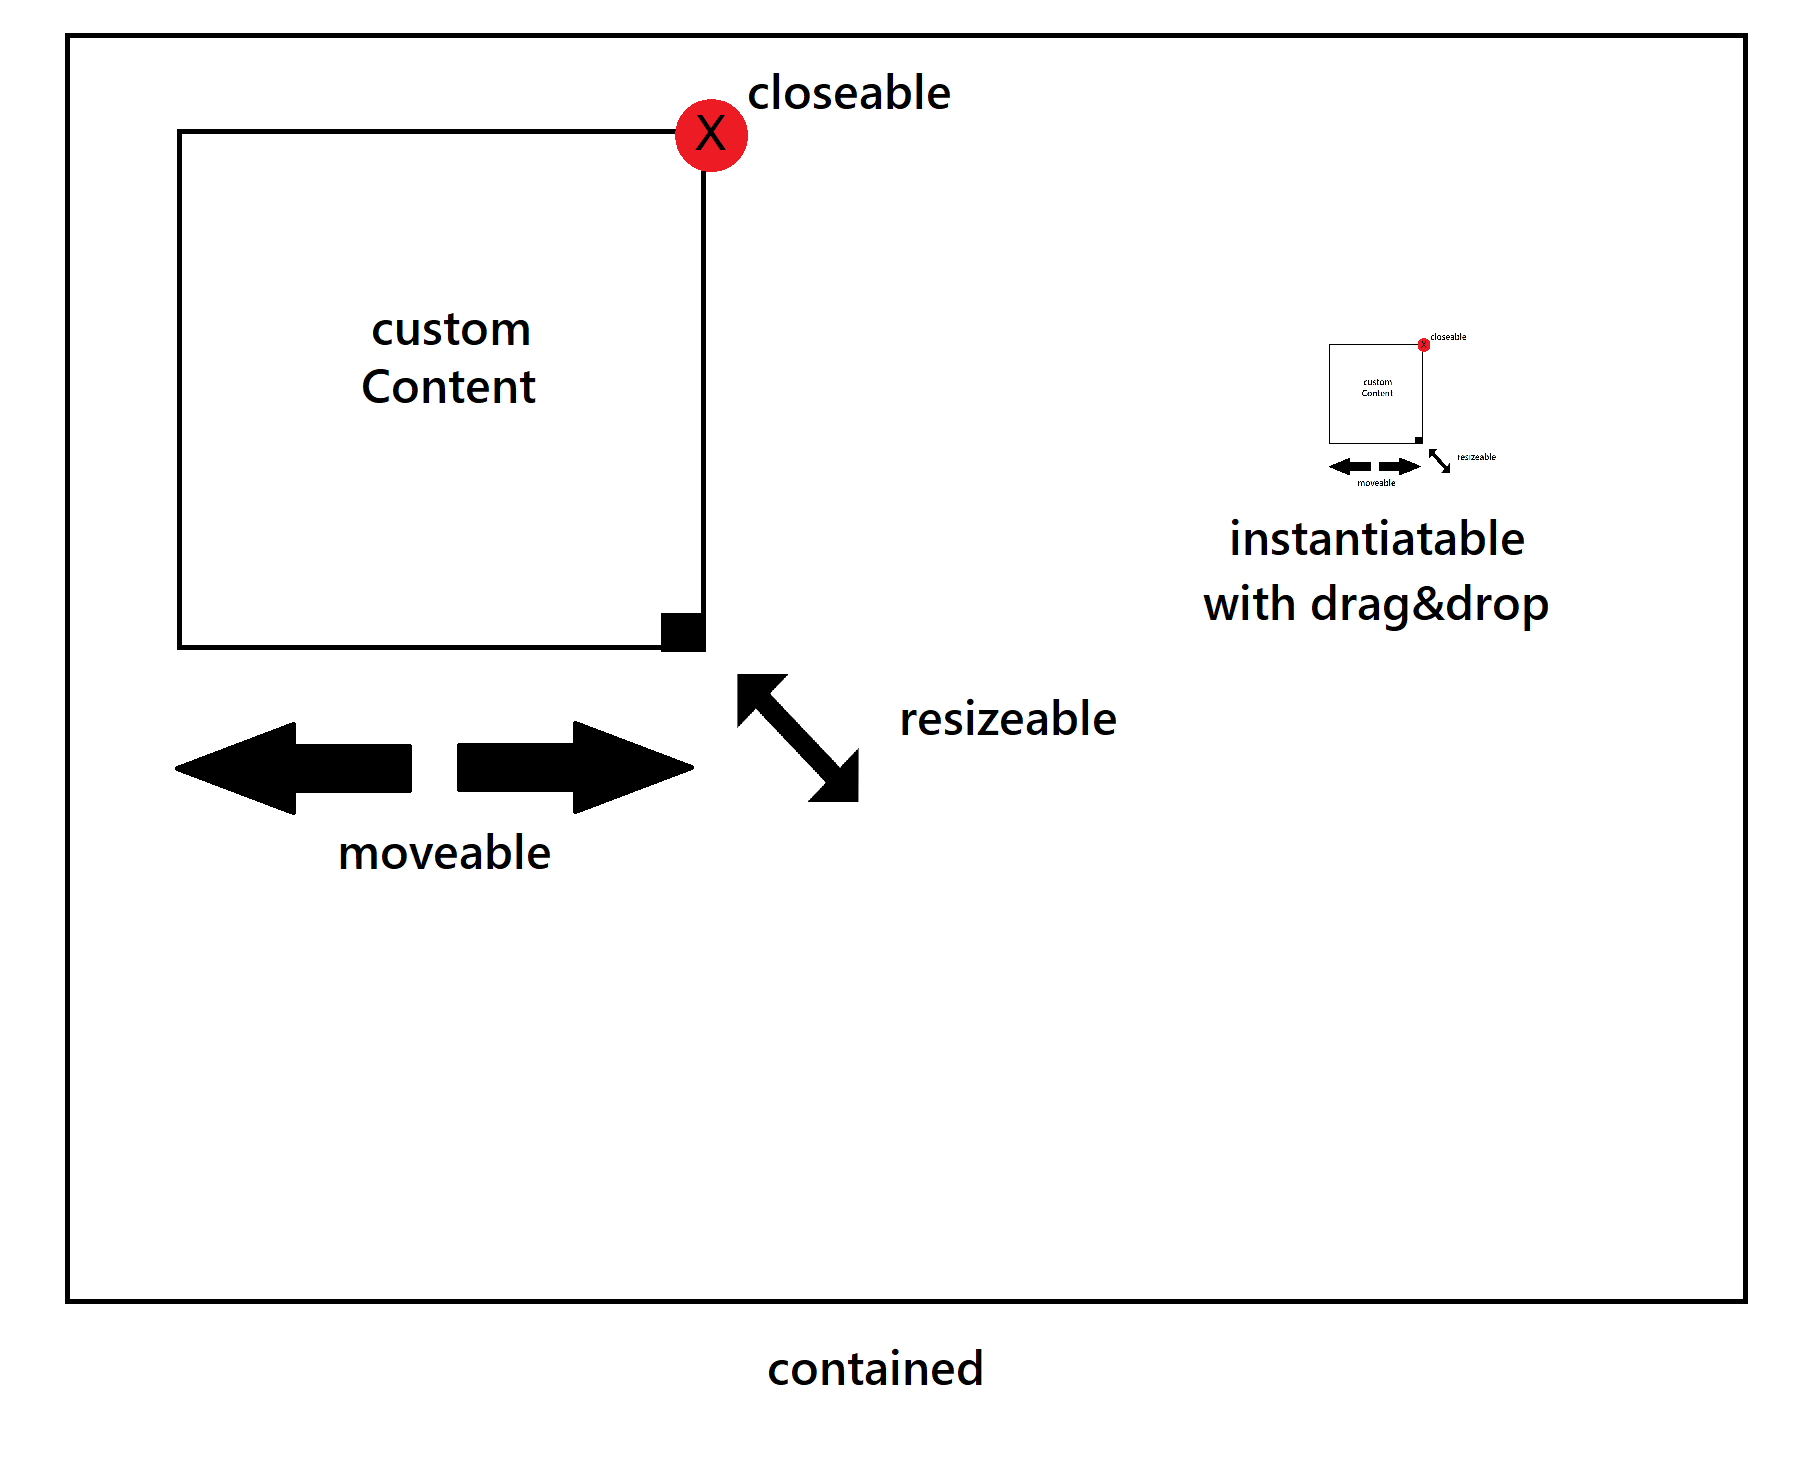 closeable
X
custom
Content
closeable
X
custom
Content
resizeable
moveable
instantiatable
with drag&drop
resizeable
moveable
contained